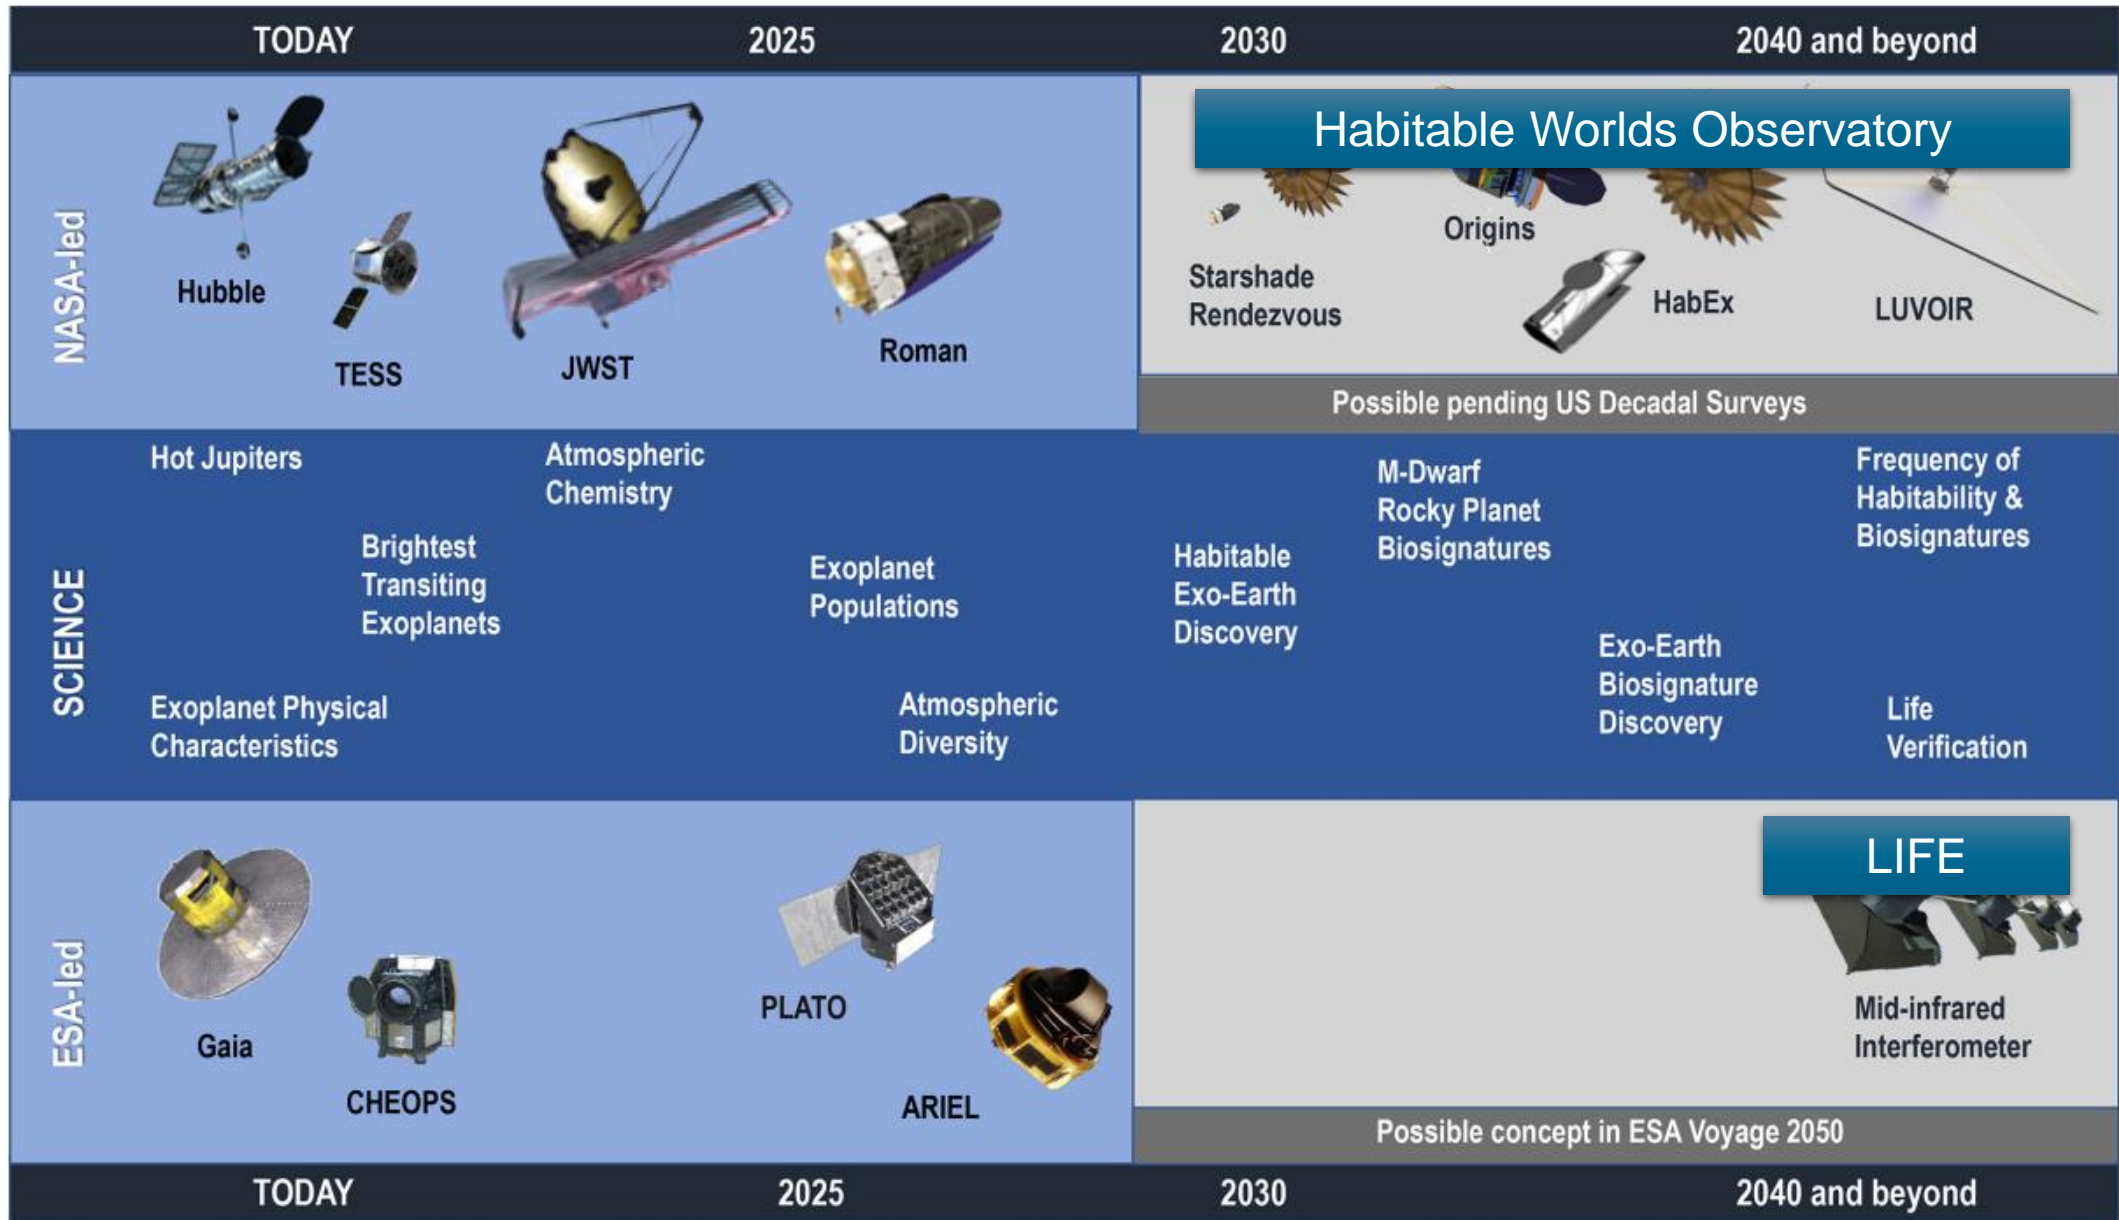 TODAY
2025
2030
2040 and beyond
NASA-led
Hubble
TESS
JWST
Roman
Habitable Worlds Observatory
Starshade
Rendezvous
Origins
HabEx
LUVOIR
Possible pending US Decadal Surveys
SCIENCE
Hot Jupiters
Brightest
Transiting
Exoplanets
Exoplanet Physical
Characteristics
Atmospheric
Chemistry
Exoplanet
Populations
Atmospheric
Diversity
Habitable
Exo-Earth
Discovery
M-Dwarf
Rocky Planet
Biosignatures
Exo-Earth
Biosignature
Discovery
Frequency of
Habitability &
Biosignatures
Life
Verification
ESA-led
Gaia
CHEOPS
PLATO
ARIEL
LIFE
Mid-infrared
Interferometer
Possible concept in ESA Voyage 2050
TODAY
2025
2030
2040 and beyond